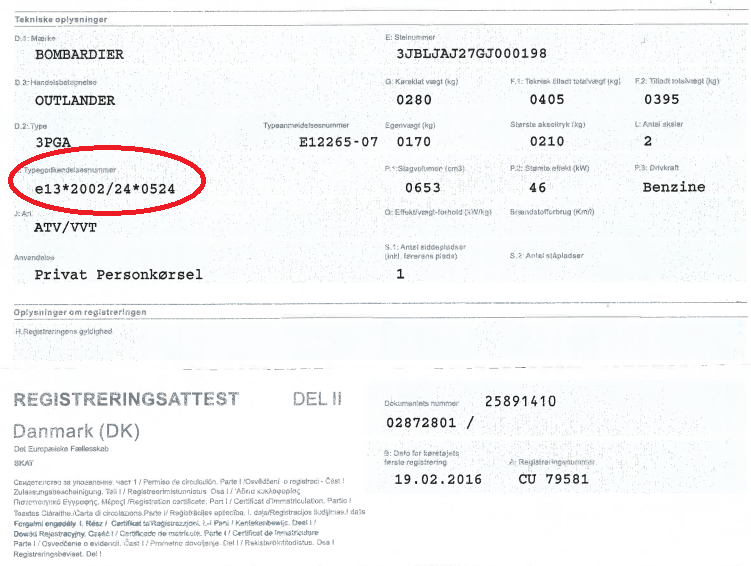 Tekniske oplysninger
D.1: Mærke
E: Stelnummer
BOMBARDIER
3JBLJAJ27GJ000198
D.3: Handelsbetegnelse
G: Køreklat vægt (kg)
F.1: Teknisk tilladt totalvægt (kg)
F.2: Tilladt totalvægt (kg)
OUTLANDER
0280
0405
0395
D.2: Type
Typeanmeldelsesnummer
Egenvægt (kg)
Største akseltryk (kg)
L: Antal aksler
3PGA
E12265-07
0170
0210
2
Typegodkendelsesnummer
P.1: Slagvolumen (cm3)
P.2: Største effekt (kW)
P.3: Drivkraft
e13*2002/24*0524
0653
46
Benzine
J: Art
Q: Effekt/vægt-forhold (kW/kg)
Brændstofforbrug (Km/l)
ATV/VVT
S.1: Antal siddepladser
(inkl. førerens plads)
S.2: Antal ståpladser
Anvendelse
Privat Personkørsel
1
Oplysninger om registreringen
H: Registreringens gyldighed
REGISTRERINGSATTEST DEL II
Dokumentets nummer
25891410
02872801 /
Danmark (DK)
Det Europæiske Fællesskab
SKAT
B: Dato for køretøjets
første registrering
A: Registreringsnummer
19.02.2016
CU 79581
Свидетелство за управление. част 1 / Permiso de circulación. Parte I /Osvědčení o registraci - Část I
Zulassungsbescheinigung. Teil I / Registreerimistunnistus. Osa I / Άδεια κυκλοφορίας
Πιστοποιητικό Εγγραφής. Μέρος I /Registration certificate. Part I / Certificat d'immatriculation. Partie I
Teastas Cláraithe./Carta di circolazione.Parte I/ Reģistrācijas apliecība. I. daļa/Registracijos liudijimas.I dalis
Forgalmi engedély I. Rész / Certifikat ta'Reġistrazzjoni. I.-l Parti / Kentekenbewijs. Deel I /
Dowód Rejestracyjny. Część I / Certificado de matrícula. Parte I / Certificat de înmatriculare
Parte I / Osvedčenie o evidencii. Časť I / Prometno dovoljenje. Del I / Rekisteröintitodistus. Osa I
Registreringsbeviset. Del I